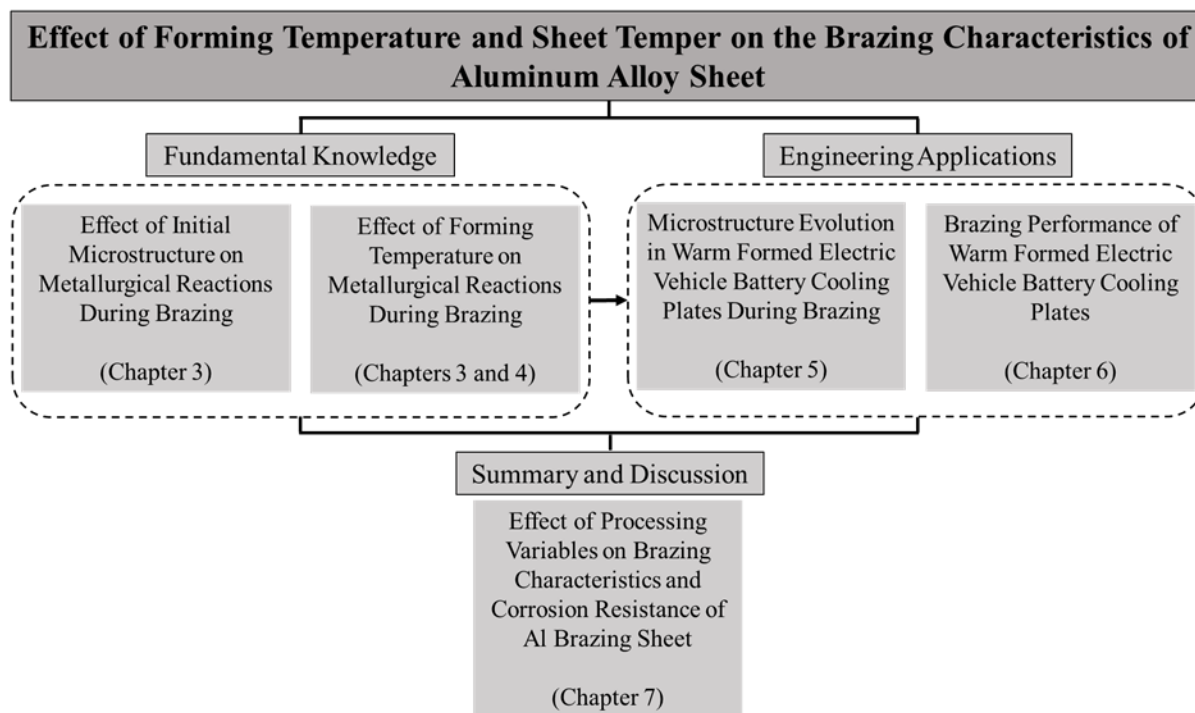 Effect of Forming Temperature and Sheet Temper on the Brazing Characteristics of
Aluminum Alloy Sheet
Fundamental Knowledge
Engineering Applications
Effect of Initial
Microstructure on
Metallurgical Reactions
During Brazing
(Chapter 3)
Effect of Forming
Temperature on
Metallurgical Reactions
During Brazing
(Chapters 3 and 4)
Microstructure Evolution
in Warm Formed Electric
Vehicle Battery Cooling
Plates During Brazing
(Chapter 5)
Brazing Performance of
Warm Formed Electric
Vehicle Battery Cooling
Plates
(Chapter 6)
Summary and Discussion
Effect of Processing
Variables on Brazing
Characteristics and
Corrosion Resistance of
Al Brazing Sheet
(Chapter 7)